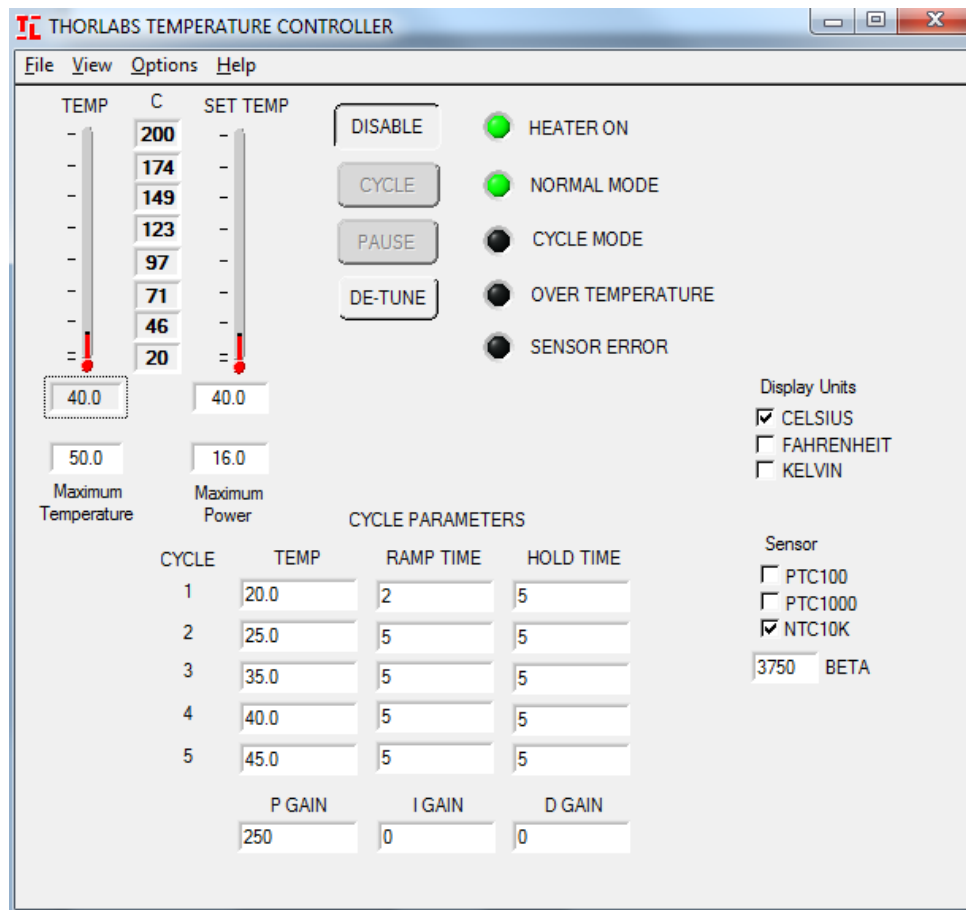 THORLABS TEMPERATURE CONTROLLER
File View Options Help
TEMP C SET TEMP
200
174
149
123
97
71
46
20
40.0 40.0
50.0 16.0
Maximum Temperature
Maximum Power
DISABLE
CYCLE
PAUSE
DE-TUNE
HEATER ON
NORMAL MODE
CYCLE MODE
OVER TEMPERATURE
SENSOR ERROR
Display Units
CELSIUS
FAHRENHEIT
KELVIN
CYCLE PARAMETERS
CYCLE TEMP RAMP TIME HOLD TIME
1 20.0 2 5
2 25.0 5 5
3 35.0 5 5
4 40.0 5 5
5 45.0 5 5
P GAIN I GAIN D GAIN
250 0 0
Sensor
PTC100
PTC1000
NTC10K
3750 BETA